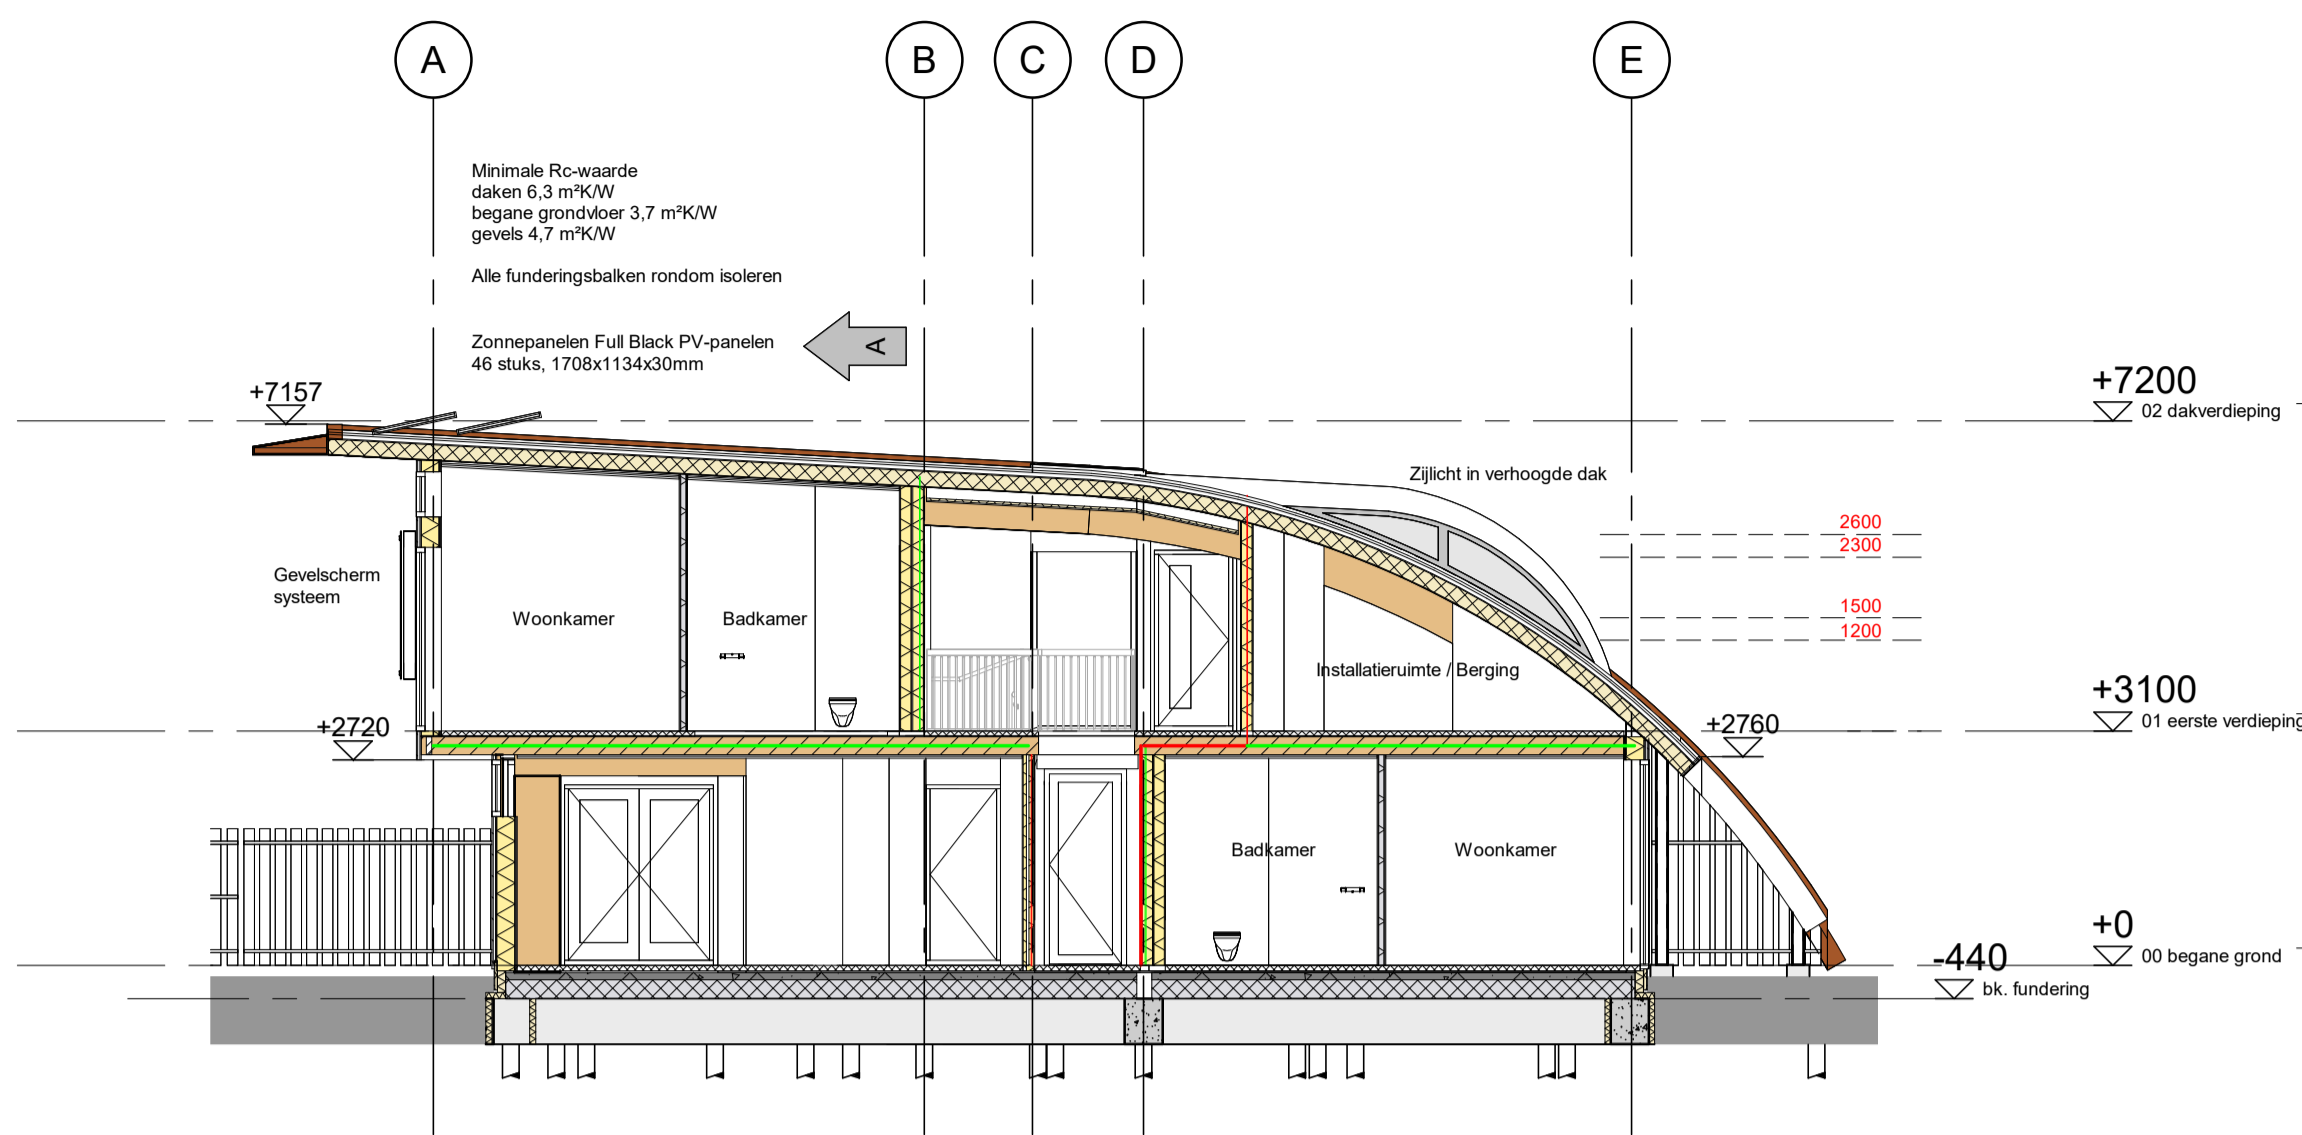 A
B
C
D
E
Minimale Rc-waarde
daken 6,3 m²K/W
begane grondvloer 3,7 m²K/W
gevels 4,7 m²K/W
Alle funderingsbalken rondom isoleren
Zonnepanelen Full Black PV-panelen
46 stuks, 1708x1134x30mm
A
+7157
+7200
02 dakverdieping
Zijlicht in verhoogde dak
2600
2300
Gevelscherm
systeem
1500
1200
Woonkamer
Badkamer
Installatieruimte / Berging
+3100
01 eerste verdieping
+2720
+2760
Badkamer
Woonkamer
+0
00 begane grond
-440
bk. fundering